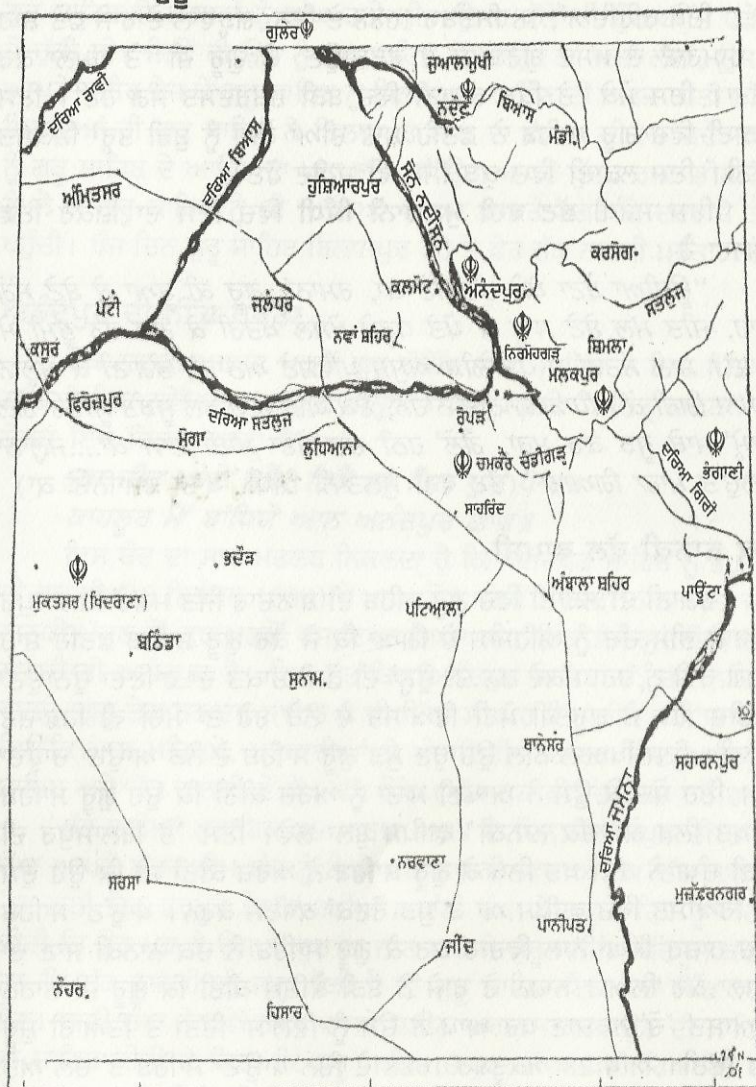 ਗੁਲਰ
ਜੁਆਲਾਮੁਖੀ
ਦਰਿਆ ਰਾਵੀ
ਨਦੌਣ
ਬਿਆਸ
ਮੰਡੀ
ਦਰਿਆ ਬਿਆਸ
ਅੰਮ੍ਰਿਤਸਰ
ਹੁਸ਼ਿਆਰਪੁਰ
ਕਰਸੋਗ
ਕਲਮੋਟ
ਅਨੰਦਪੁਰ
ਸਤਲੁਜ
ਪੱਟੀ
ਜਲੰਧਰ
ਨਵਾਂ ਸ਼ਹਿਰ
ਨਿਰਮੋਹਗੜ੍ਹ
ਸ਼ਿਮਲਾ
ਕਸੂਰ
ਮਲਕਪੁਰ
ਫਿਰੋਜ਼ਪੁਰ
ਦਰਿਆ ਸਤਲੁਜ
ਰੋਪੜ
ਮੋਗਾ
ਲੁਧਿਆਨਾ
ਚਮਕੌਰ
ਚੰਡੀਗੜ੍ਹ
ਦਰਿਆ ਗਿਰੀ
ਭੰਗਾਣੀ
ਸਰਹਿੰਦ
ਭਦੌੜ
ਅੰਬਾਲਾ ਸ਼ਹਿਰ
ਪਾਉਂਟਾ
ਮੁਕਤਸਰ (ਖਿਦਰਾਣਾ)
ਪਟਿਆਲਾ
ਬਠਿੰਡਾ
ਸੁਨਾਮ
ਥਾਨੇਸਰ
ਸਹਾਰਨਪੁਰ
ਦਰਿਆ ਜਮਨਾ
ਨਰਵਾਣਾ
ਸਰਸਾ
ਮੁਜ਼ੱਫਰਨਗਰ
ਪਾਨੀਪਤ
ਜੀਂਦ
ਨੌਹਰ
ਹਿਸਾਰ